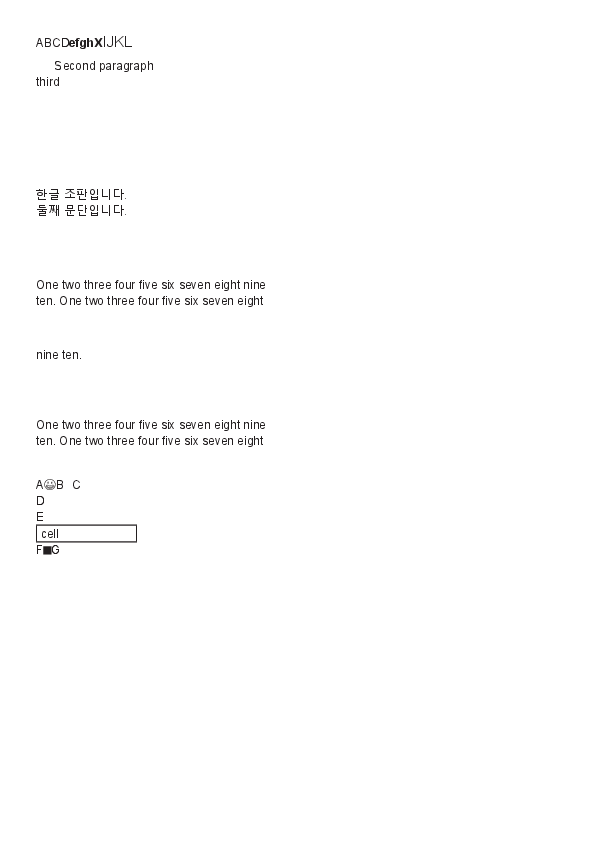 ABCDefghXIJKL
Second paragraph
third
한글 조판입니다.
둘째 문단입니다.
One two three four five six seven eight nine
ten. One two three four five six seven eight
nine ten.
One two three four five six seven eight nine
ten. One two three four five six seven eight
A😀B C
D
E
cell
F■G